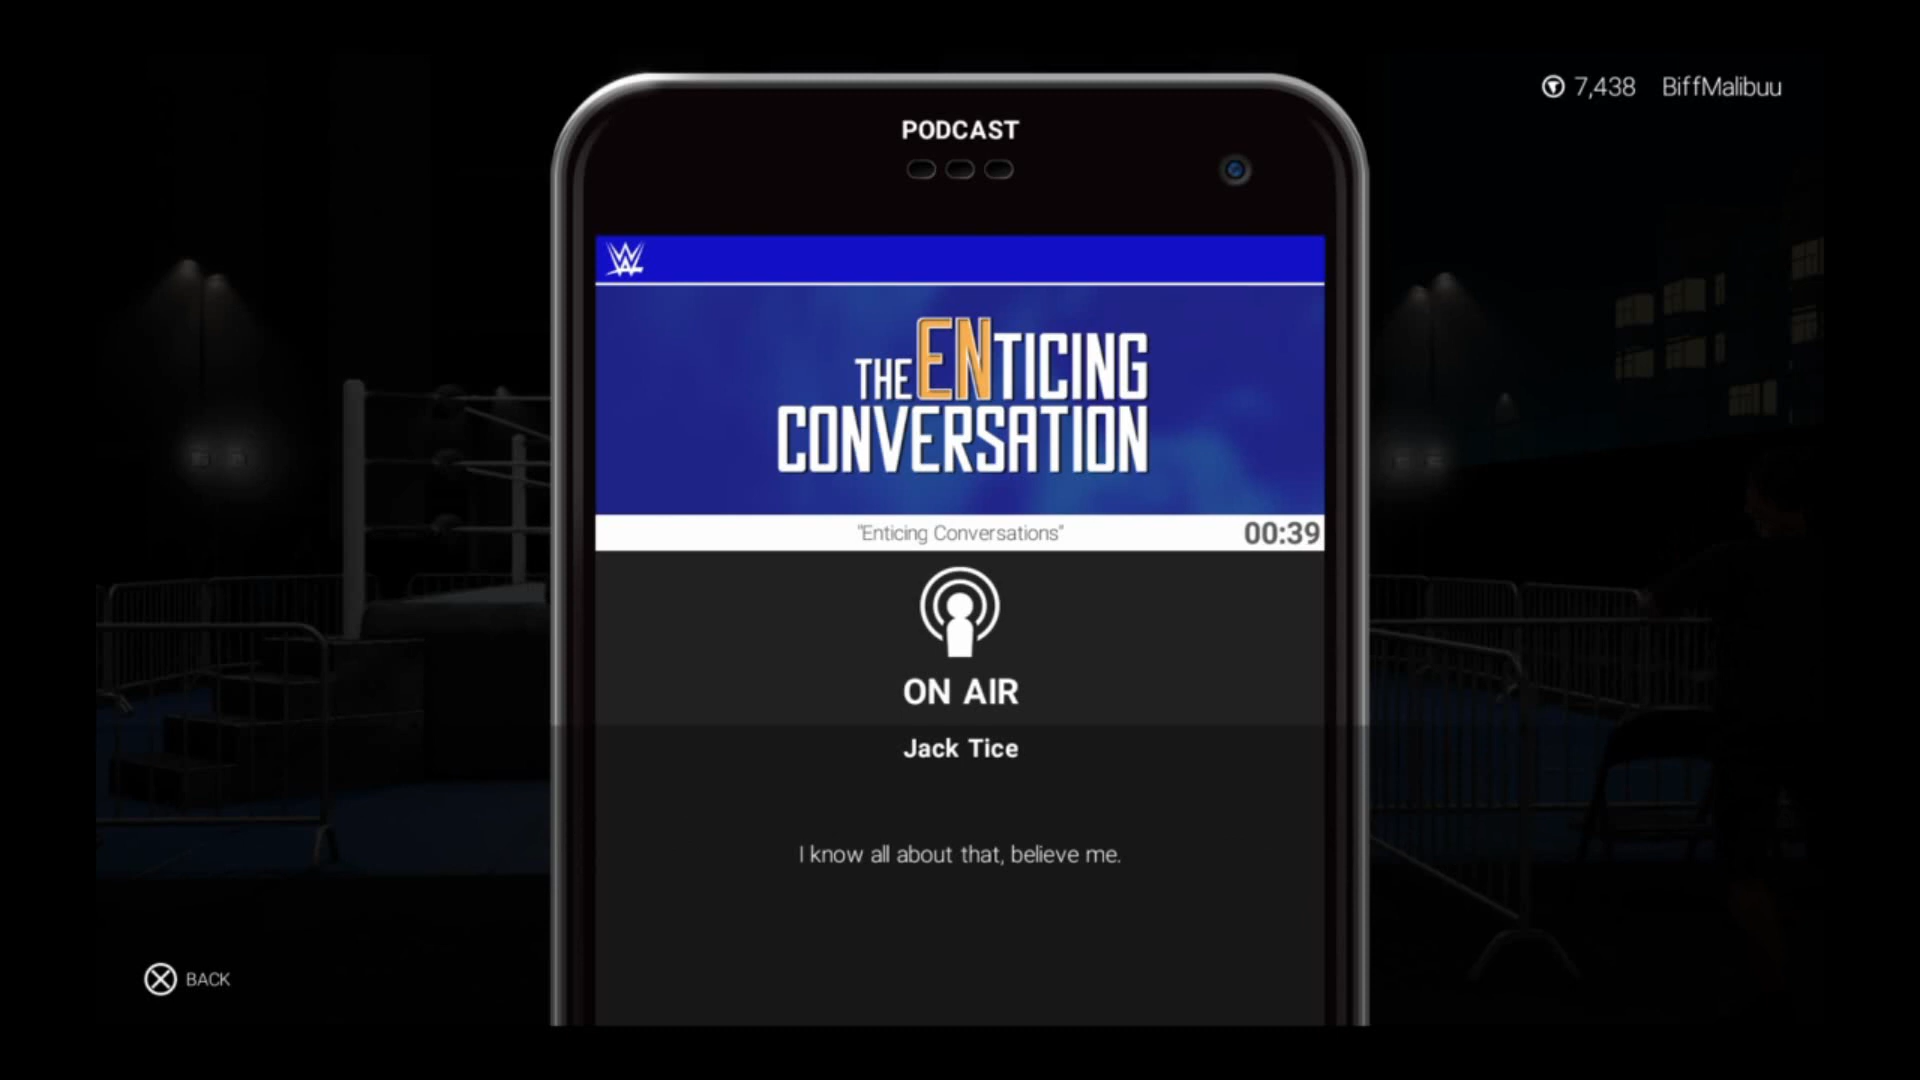 7,438 BiffMalibuu
PODCAST
W
THE ENTICING
CONVERSATION
"Enticing Conversations" 00:39
ON AIR
Jack Tice
I know all about that, believe me.
BACK